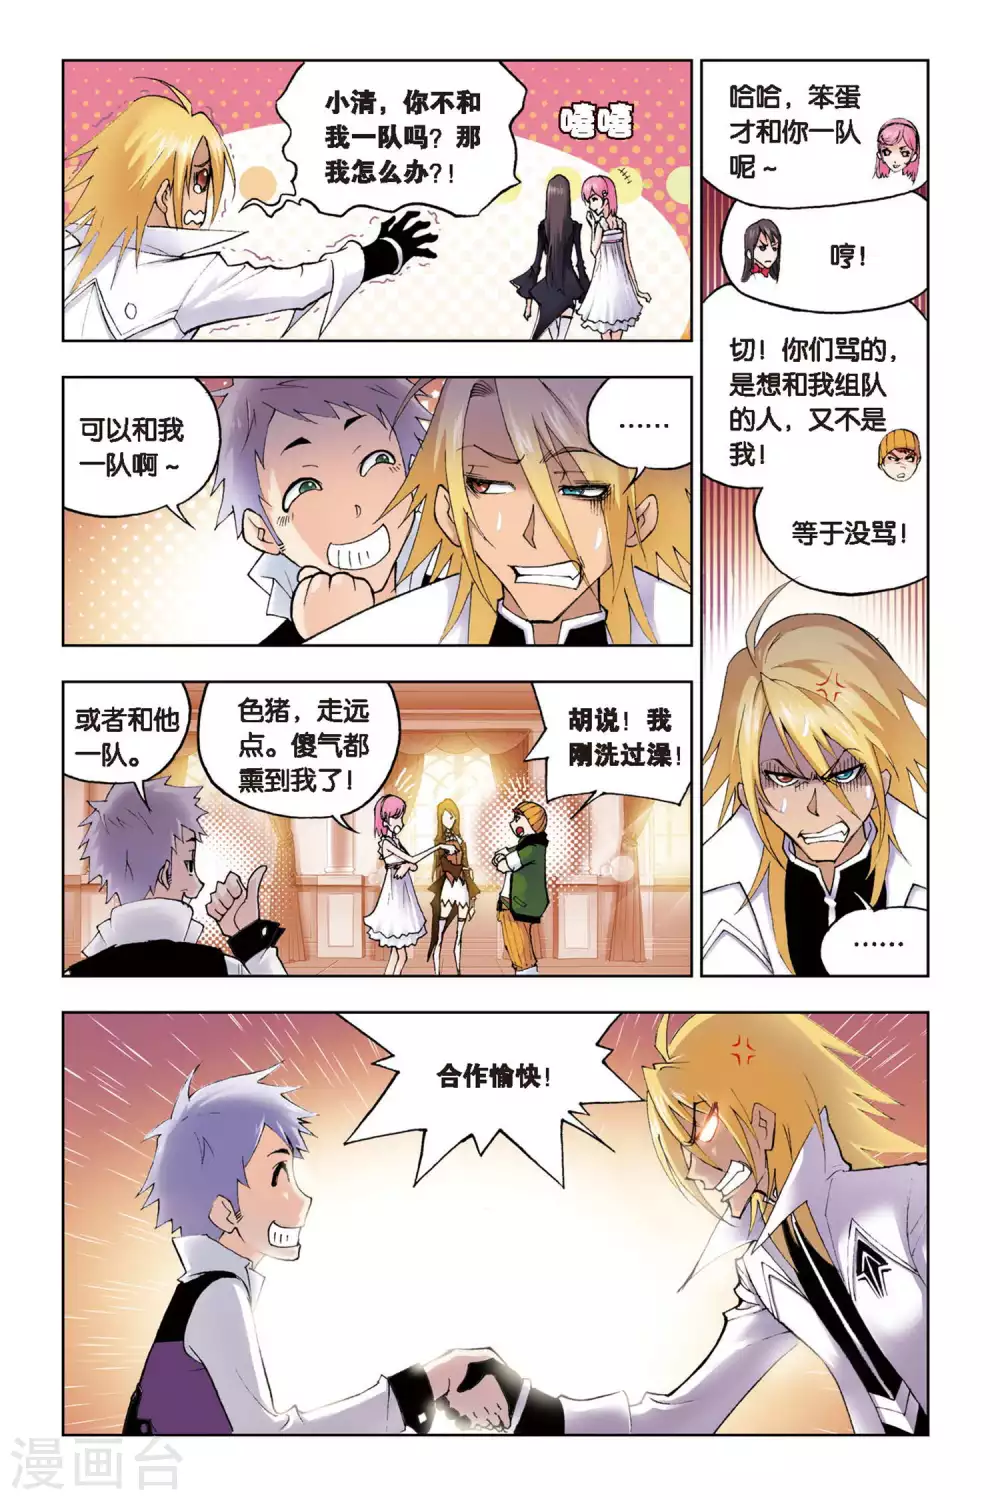 小清，你不和
我一队吗？那
我怎么办？！
嘻嘻
哈哈，笨蛋
才和你一队
呢～
哼！
切！你们骂的，
是想和我组队
的人，又不是
我！
等于没骂！
……
可以和我
一队啊～
……
或者和他
一队。
色猪，走远
点。傻气都
熏到我了！
胡说！我
刚洗过澡！
合作愉快！
漫画台